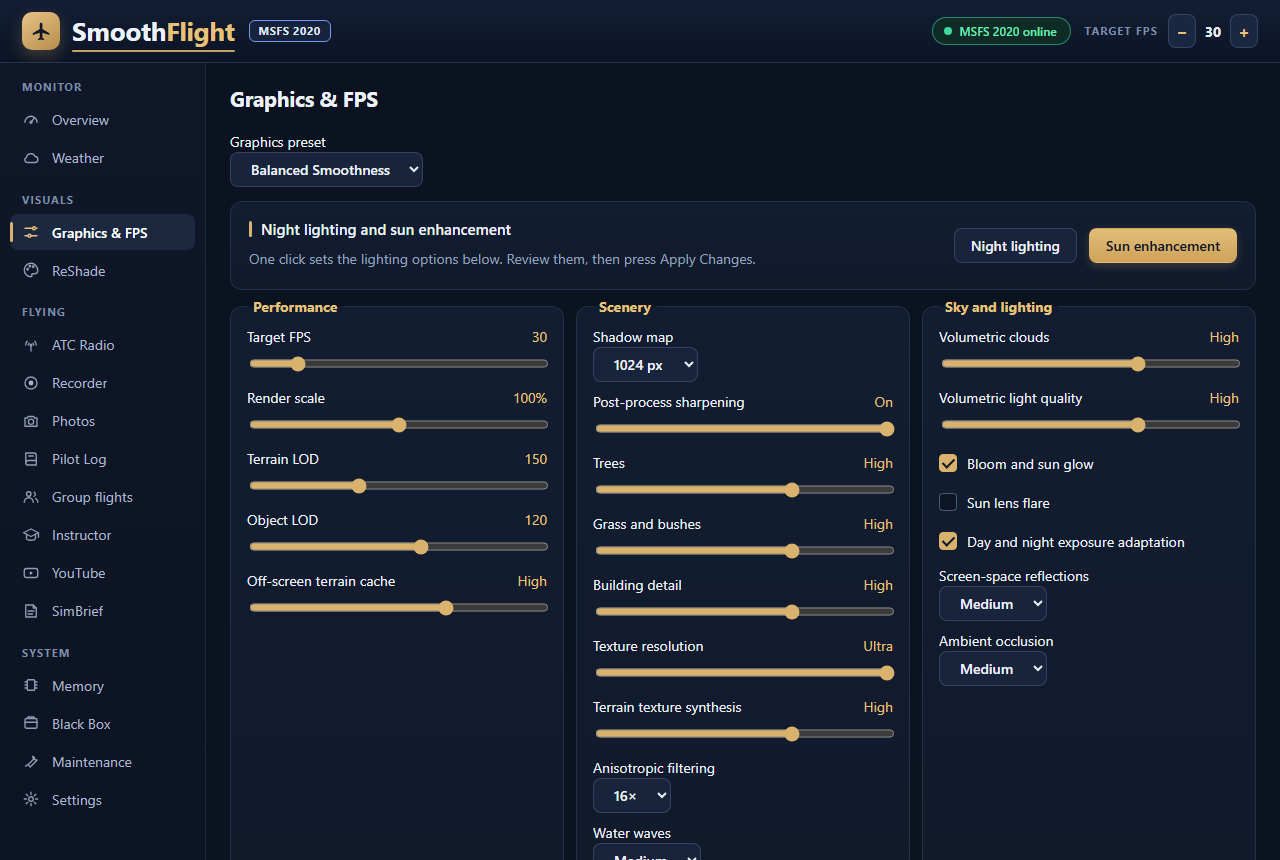 SmoothFlight
MSFS 2020
MSFS 2020 online
TARGET FPS
−
30
+
MONITOR
Overview
Weather
VISUALS
Graphics & FPS
ReShade
FLYING
ATC Radio
Recorder
Photos
Pilot Log
Group flights
Instructor
YouTube
SimBrief
SYSTEM
Memory
Black Box
Maintenance
Settings
Graphics & FPS
Graphics preset
Balanced Smoothness
Night lighting and sun enhancement
One click sets the lighting options below. Review them, then press Apply Changes.
Night lighting
Sun enhancement
Performance
Target FPS 30
Render scale 100%
Terrain LOD 150
Object LOD 120
Off-screen terrain cache High
Scenery
Shadow map
1024 px
Post-process sharpening On
Trees High
Grass and bushes High
Building detail High
Texture resolution Ultra
Terrain texture synthesis High
Anisotropic filtering
16×
Water waves
Medium
Sky and lighting
Volumetric clouds High
Volumetric light quality High
Bloom and sun glow
Sun lens flare
Day and night exposure adaptation
Screen-space reflections
Medium
Ambient occlusion
Medium